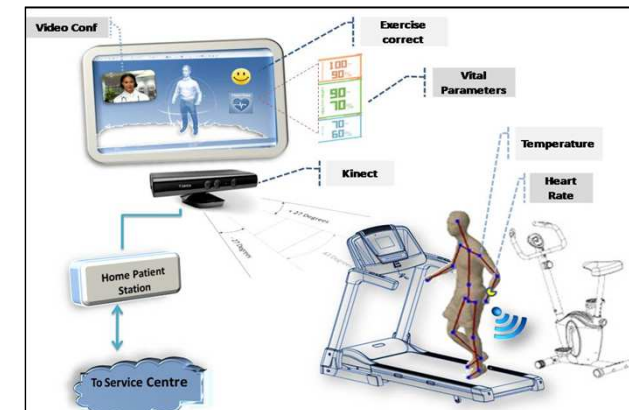 Video Conf
Exercise
correct
100
90
90
70
70
60
Vital
Parameters
Temperature
Heart
Rate
Kinect
27 Degrees
Home Patient
Station
To Service Centre